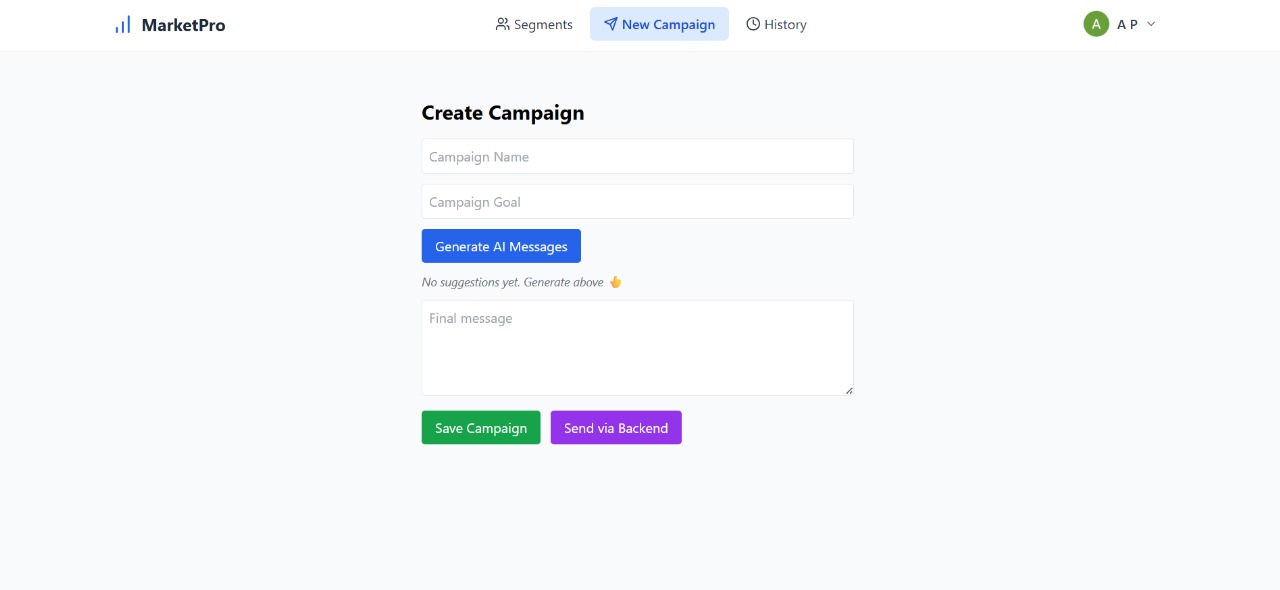 MarketPro
Segments
New Campaign
History
A
A P
Create Campaign
Campaign Name
Campaign Goal
Generate AI Messages
No suggestions yet. Generate above 👆
Final message
Save Campaign
Send via Backend